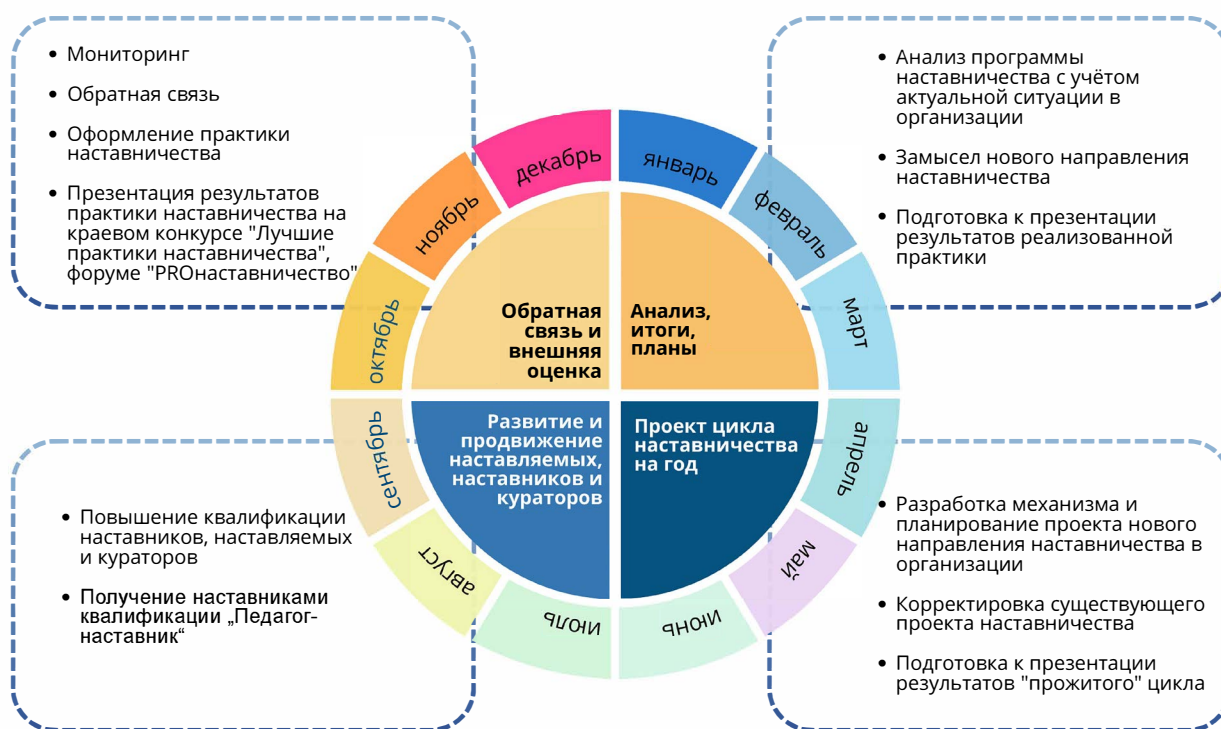 Мониторинг
Обратная связь
Оформление практики
наставничества
Презентация результатов
практики наставничества на
краевом конкурсе "Лучшие
практики наставничества",
форуме "PROнаставничество"
Анализ программы
наставничества с учётом
актуальной ситуации в
организации
Замысел нового направления
наставничества
Подготовка к презентации
результатов реализованной
практики
январь
февраль
март
апрель
май
июнь
июль
август
сентябрь
октябрь
ноябрь
декабрь
Обратная
связь и
внешняя
оценка
Анализ,
итоги,
планы
Развитие и
продвижение
наставляемых,
наставников и
кураторов
Проект цикла
наставничества
на год
Повышение квалификации
наставников, наставляемых
и кураторов
Получение наставниками
квалификации „Педагог-
наставник“
Разработка механизма и
планирование проекта нового
направления наставничества в
организации
Корректировка существующего
проекта наставничества
Подготовка к презентации
результатов "прожитого" цикла